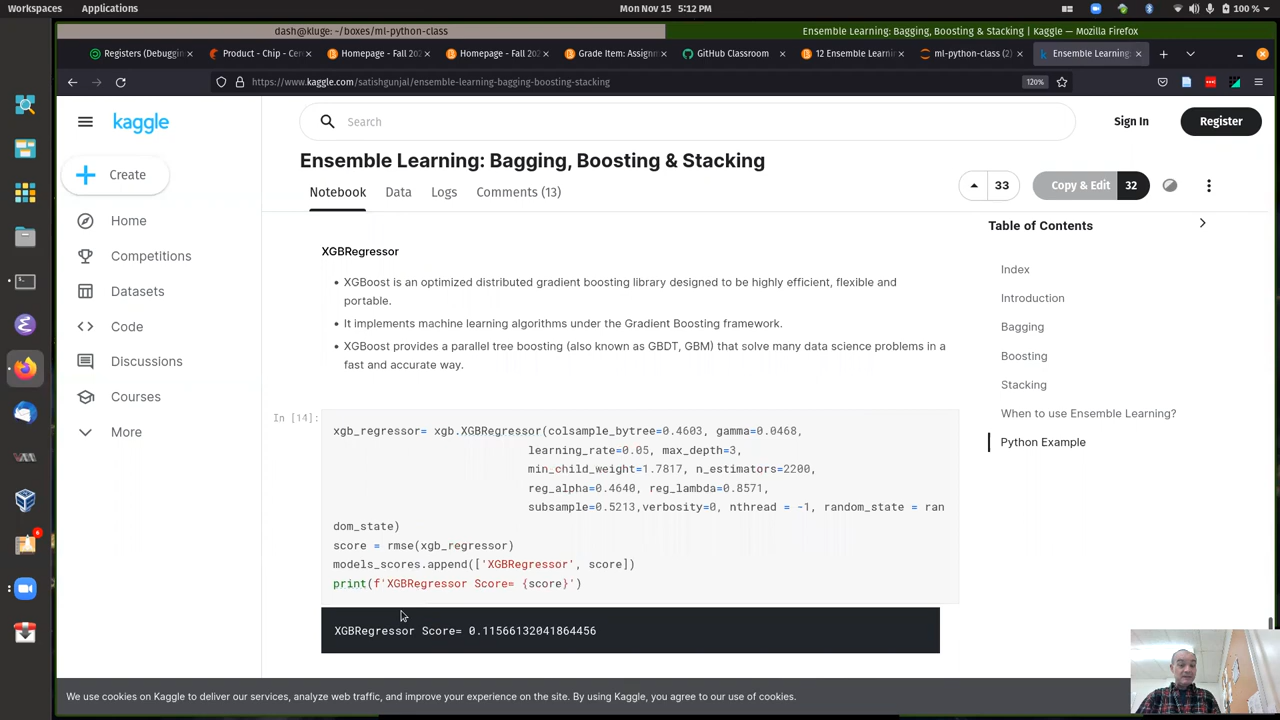 Workspaces Applications Mon Nov 15 5:12 PM 100 %
dash@kluge: ~/boxes/ml-python-class Ensemble Learning: Bagging, Boosting & Stacking | Kaggle — Mozilla Firefox
Registers (Debuggin Product - Chip - Ce Homepage - Fall 202 Homepage - Fall 202 Grade Item: Assignm GitHub Classroom 12 Ensemble Learnin ml-python-class (2) Ensemble Learning:
https://www.kaggle.com/satishgunjal/ensemble-learning-bagging-boosting-stacking 120%
kaggle Search Sign In Register
Create
Home
Competitions
Datasets
Code
Discussions
Courses
More
Ensemble Learning: Bagging, Boosting & Stacking
Notebook Data Logs Comments (13) 33 Copy & Edit 32
XGBRegressor
• XGBoost is an optimized distributed gradient boosting library designed to be highly efficient, flexible and
portable.
• It implements machine learning algorithms under the Gradient Boosting framework.
• XGBoost provides a parallel tree boosting (also known as GBDT, GBM) that solve many data science problems in a
fast and accurate way.
In [14]:
xgb_regressor= xgb.XGBRegressor(colsample_bytree=0.4603, gamma=0.0468,
learning_rate=0.05, max_depth=3,
min_child_weight=1.7817, n_estimators=2200,
reg_alpha=0.4640, reg_lambda=0.8571,
subsample=0.5213,verbosity=0, nthread = -1, random_state = ran
dom_state)
score = rmse(xgb_regressor)
models_scores.append(['XGBRegressor', score])
print(f'XGBRegressor Score= {score}')
XGBRegressor Score= 0.11566132041864456
Table of Contents
Index
Introduction
Bagging
Boosting
Stacking
When to use Ensemble Learning?
Python Example
We use cookies on Kaggle to deliver our services, analyze web traffic, and improve your experience on the site. By using Kaggle, you agree to our use of cookies.